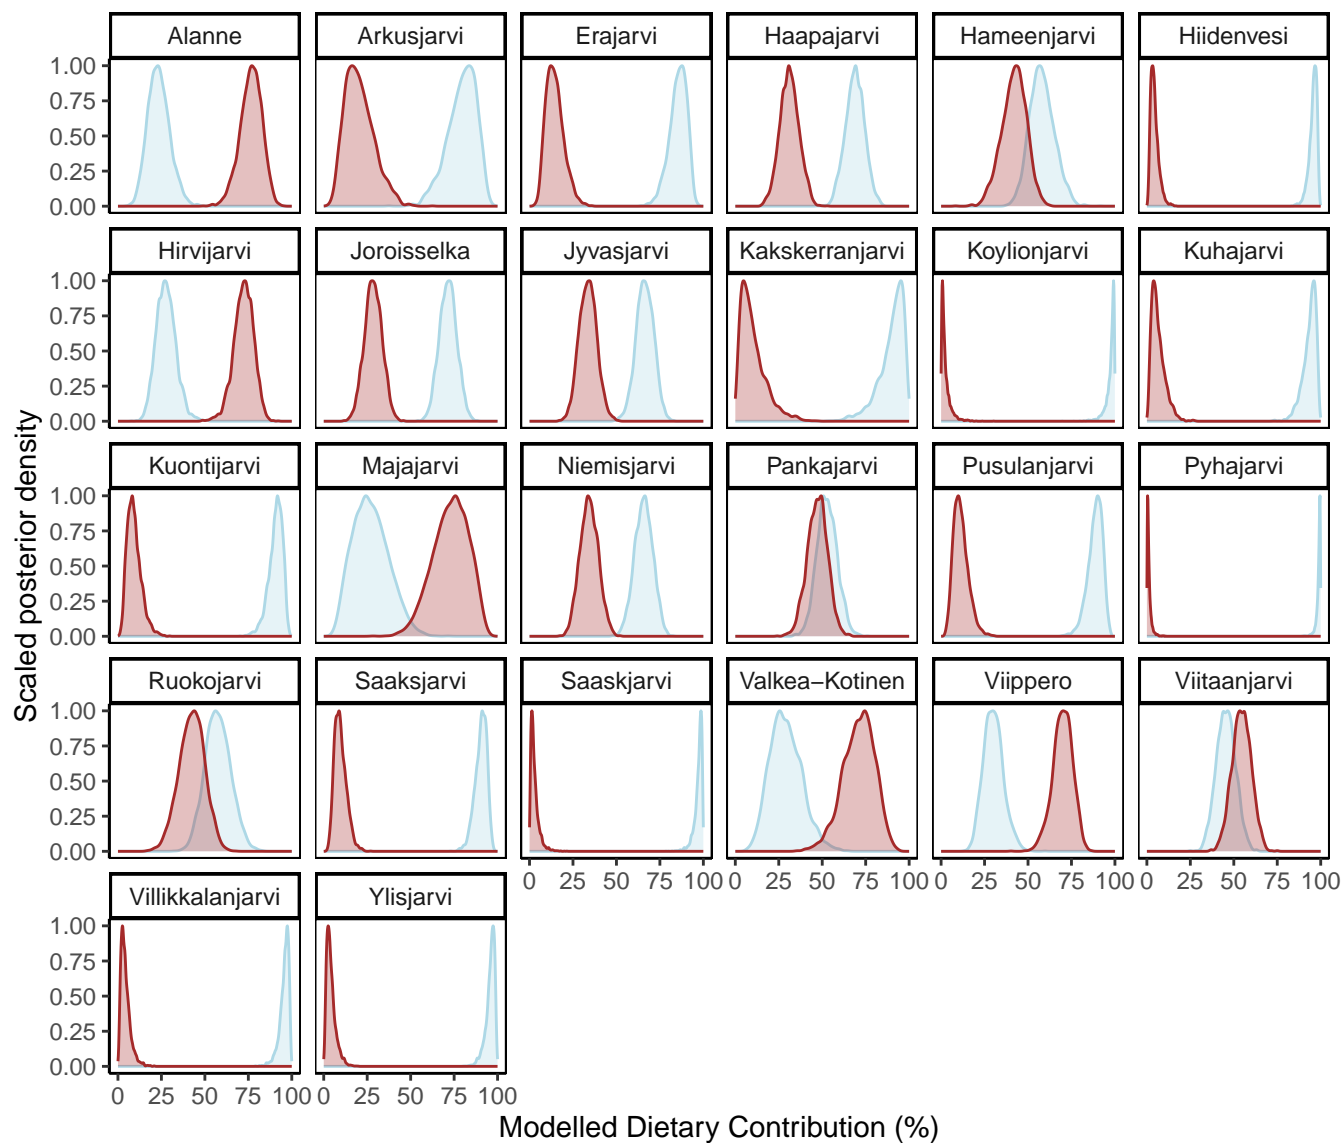 Alanne Arkusjarvi Erajarvi Haapajarvi Hameenjarvi Hiidenvesi
1.00
0.75
0.50
0.25
0.00
Hirvijarvi Joroisselka Jyvasjarvi Kakskerranjarvi Koylionjarvi Kuhajarvi
1.00
0.75
0.50
0.25
0.00
Kuontijarvi Majajarvi Niemisjarvi Pankajarvi Pusulanjarvi Pyhajarvi
1.00
0.75
0.50
0.25
0.00
Ruokojarvi Saaksjarvi Saaskjarvi Valkea−Kotinen Viippero Viitaanjarvi
1.00
0.75
0.50
0.25
0.00
0 25 50 75 100 0 25 50 75 100 0 25 50 75 100 0 25 50 75 100
Villikkalanjarvi Ylisjarvi
1.00
0.75
0.50
0.25
0.00
0 25 50 75 100 0 25 50 75 100
Scaled posterior density
Modelled Dietary Contribution (%)